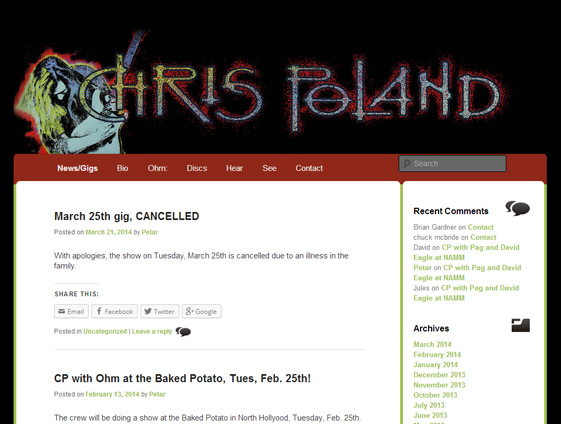 CHRIS POLAND
News/Gigs Bio Ohm: Discs Hear See Contact Search
March 25th gig, CANCELLED
Posted on March 21, 2014 by Petar
With apologies, the show on Tuesday, March 25th is cancelled due to an illness in the
family.
SHARE THIS:
Email Facebook Twitter Google
Posted in Uncategorized | Leave a reply
CP with Ohm at the Baked Potato, Tues, Feb. 25th!
Posted on February 13, 2014 by Petar
The crew will be doing a show at the Baked Potato in North Hollyood, Tuesday, Feb. 25th.
Recent Comments
Brian Gardner on Contact
chuck mcbride on Contact
David on CP with Pag and David
Eagle at NAMM
Petar on CP with Pag and David
Eagle at NAMM
Jules on CP with Pag and David
Eagle at NAMM
Archives
March 2014
February 2014
January 2014
December 2013
November 2013
October 2013
July 2013
June 2013